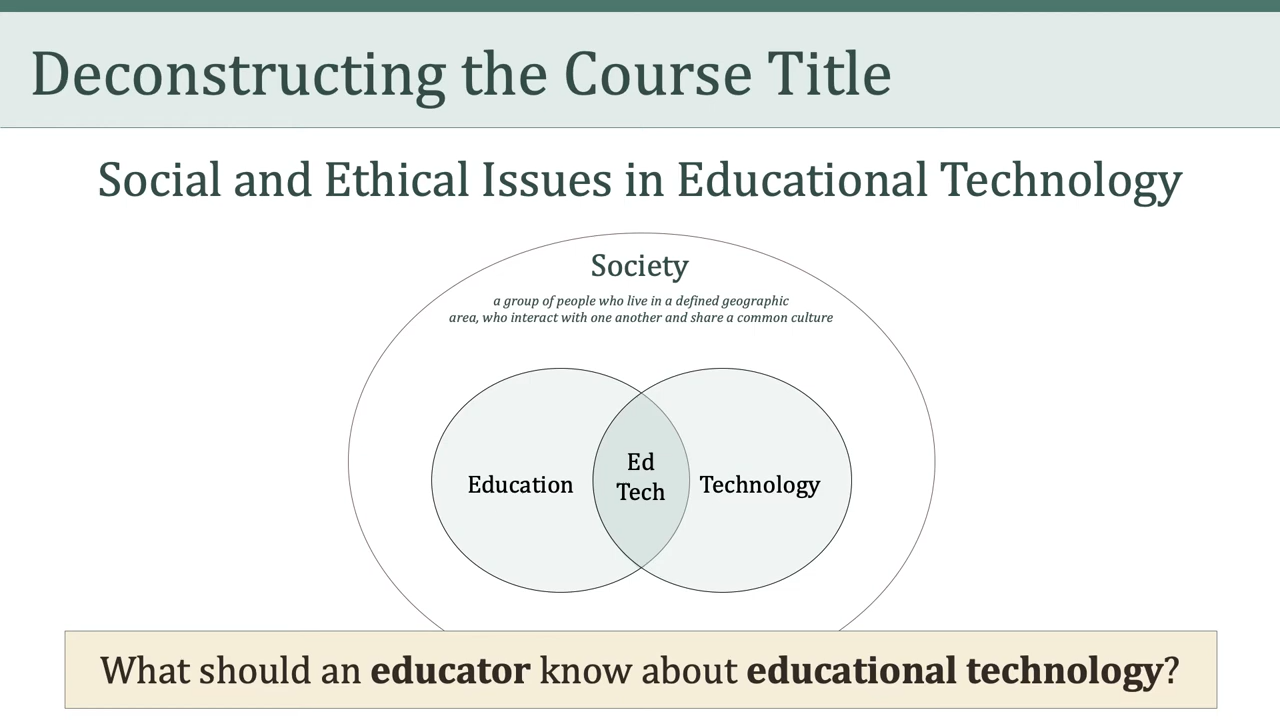 Deconstructing the Course Title
Social and Ethical Issues in Educational Technology
Society
a group of people who live in a defined geographic
area, who interact with one another and share a common culture
Education
Ed
Tech
Technology
What should an educator know about educational technology?